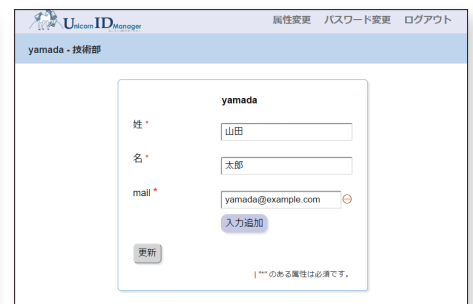 Unicorn ID Manager
属性変更 パスワード変更 ログアウト
yamada - 技術部
yamada
姓 *
山田
名 *
太郎
mail *
yamada@example.com
入力追加
更新
| "*" のある属性は必須です。